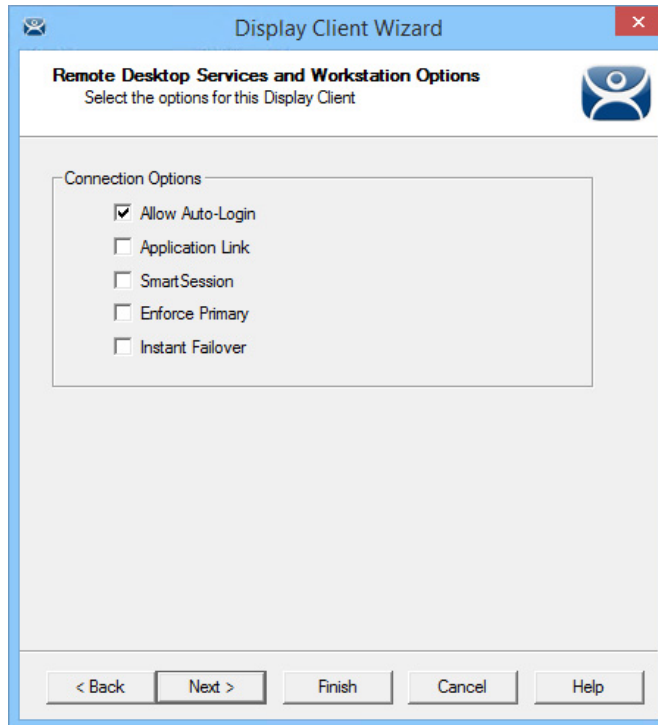 Display Client Wizard
Remote Desktop Services and Workstation Options
Select the options for this Display Client
Connection Options
Allow Auto-Login
Application Link
SmartSession
Enforce Primary
Instant Failover
< Back Next > Finish Cancel Help